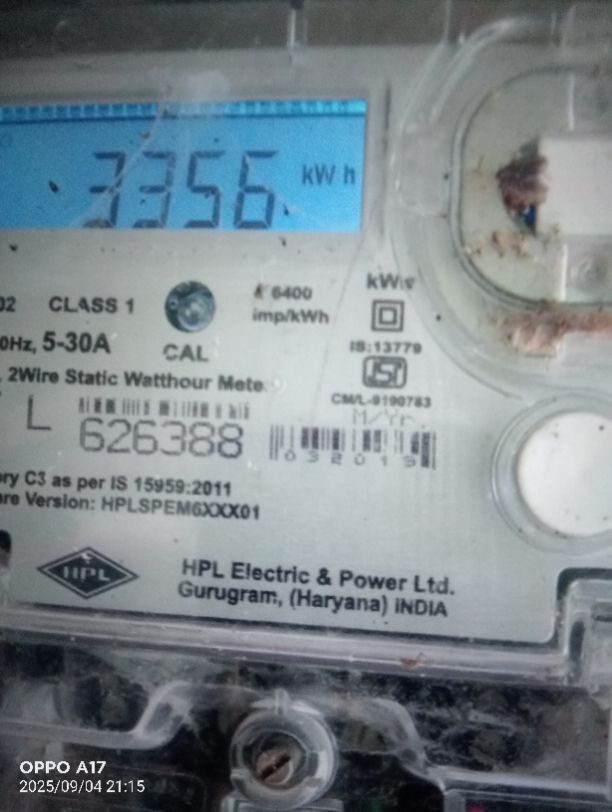 3356 kWh
02 CLASS 1
6400
imp/kWh
0Hz, 5-30A
CAL
IS:13779
ISI
CM/L-9190783
2Wire Static Watthour Mete
M/Yr.
L 626388
032019
ry C3 as per IS 15959:2011
are Version: HPLSPEM6XXX01
HPL
HPL Electric & Power Ltd.
Gurugram, (Haryana) INDIA
OPPO A17
2025/09/04 21:15